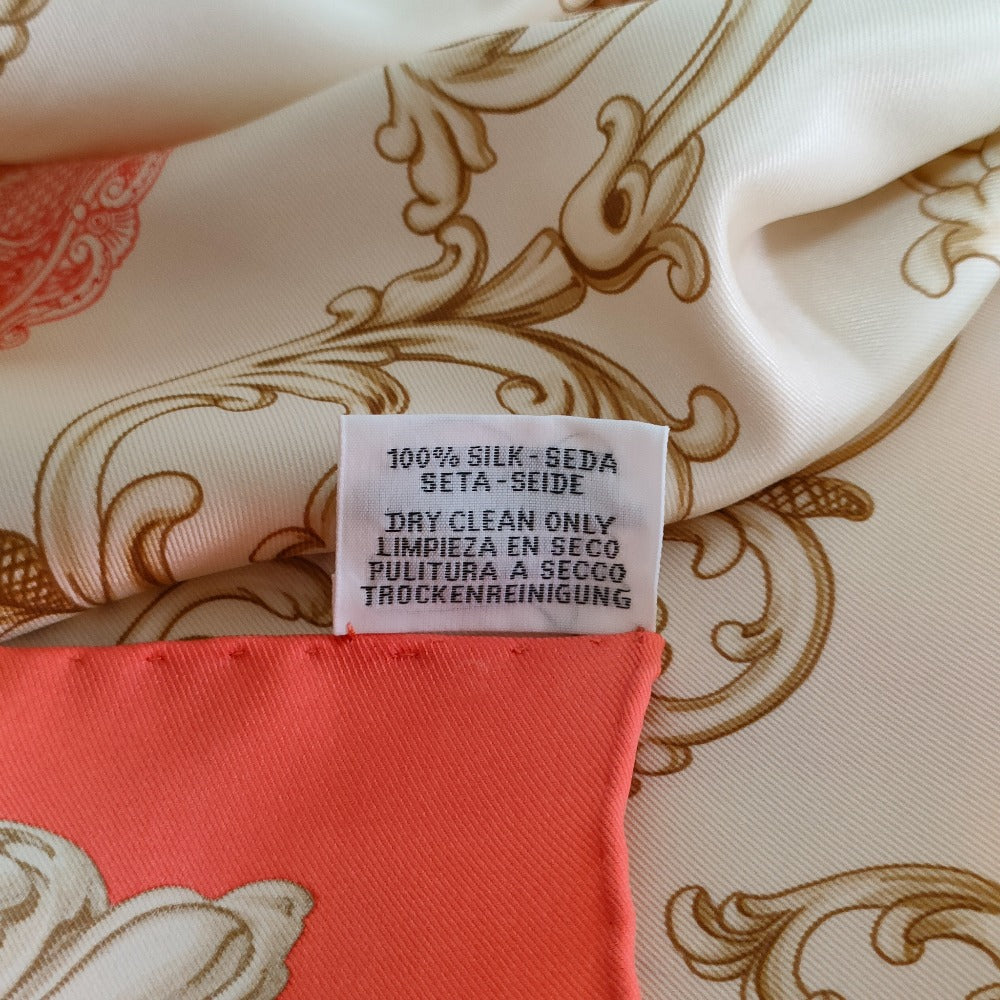 100% SILK-SEDA
SETA-SEIDE
DRY CLEAN ONLY
LIMPIEZA EN SECO
PULITURA A SECCO
TROCKENREINIGUNG